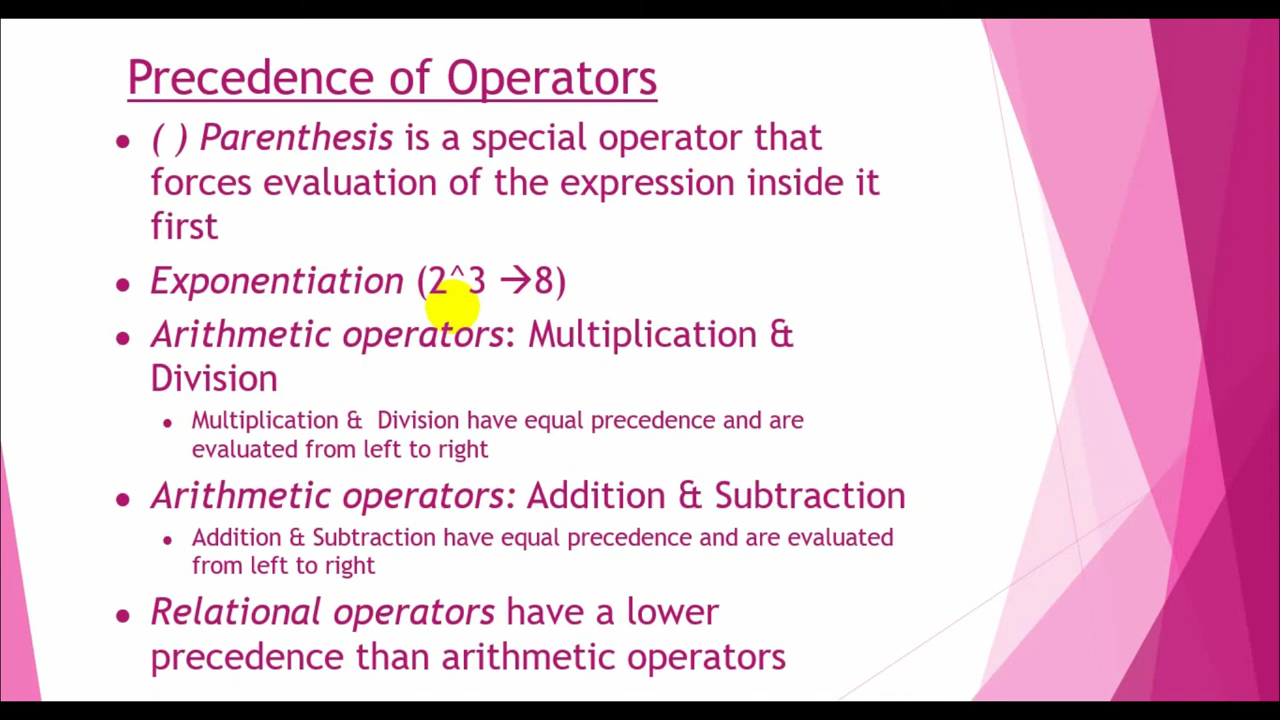 Precedence of Operators
• ( ) Parenthesis is a special operator that
forces evaluation of the expression inside it
first
• Exponentiation (2^3 →8)
• Arithmetic operators: Multiplication &
Division
• Multiplication & Division have equal precedence and are
evaluated from left to right
• Arithmetic operators: Addition & Subtraction
• Addition & Subtraction have equal precedence and are evaluated
from left to right
• Relational operators have a lower
precedence than arithmetic operators